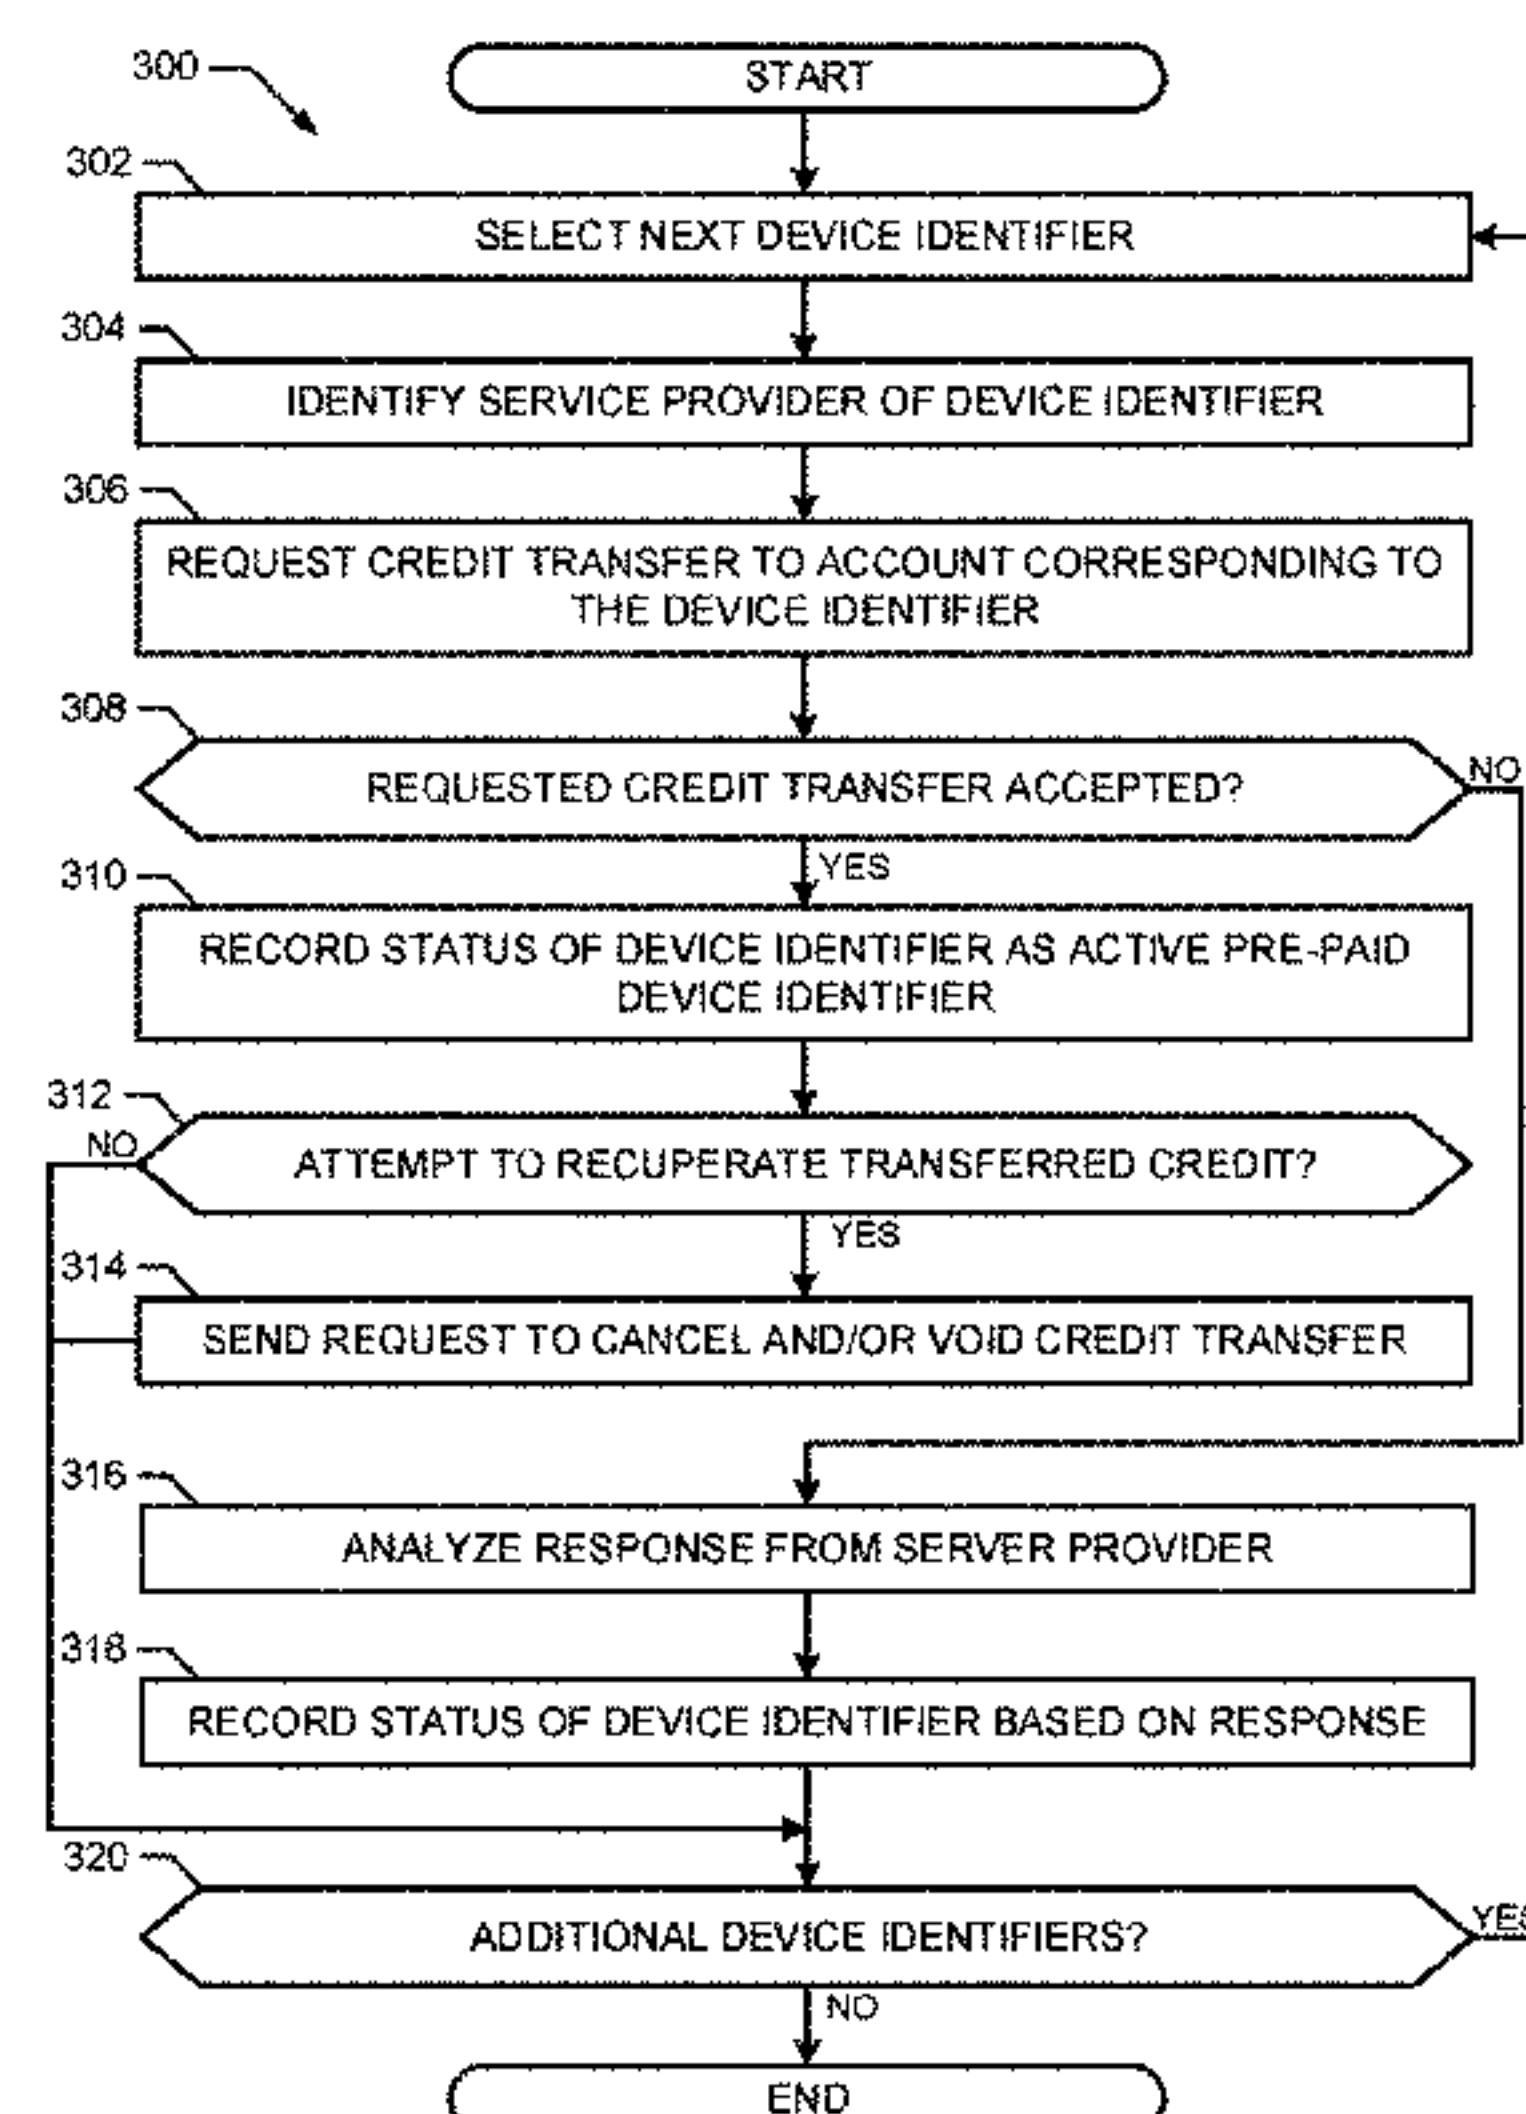 300
START
302
SELECT NEXT DEVICE IDENTIFIER
304
IDENTIFY SERVICE PROVIDER OF DEVICE IDENTIFIER
306
REQUEST CREDIT TRANSFER TO ACCOUNT CORRESPONDING TO
THE DEVICE IDENTIFIER
308
REQUESTED CREDIT TRANSFER ACCEPTED?
NO
YES
310
RECORD STATUS OF DEVICE IDENTIFIER AS ACTIVE PRE-PAID
DEVICE IDENTIFIER
312
NO
ATTEMPT TO RECUPERATE TRANSFERRED CREDIT?
YES
314
SEND REQUEST TO CANCEL AND/OR VOID CREDIT TRANSFER
316
ANALYZE RESPONSE FROM SERVER PROVIDER
318
RECORD STATUS OF DEVICE IDENTIFIER BASED ON RESPONSE
320
ADDITIONAL DEVICE IDENTIFIERS?
YES
NO
END